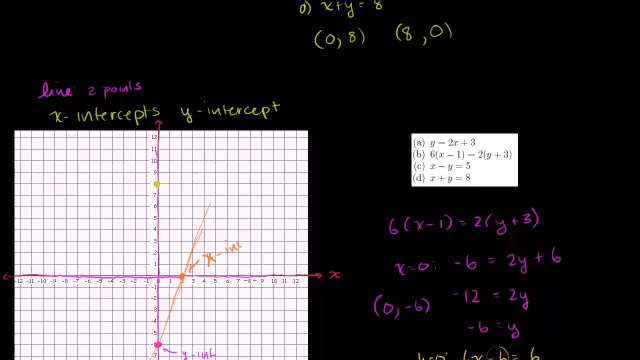 d) x+y = 8
(0, 8) (8, 0)
line 2 points
x-intercepts y-intercept
12
11
10
9
8
7
6
5
4
3
2
1
-12 -11 -10 -9 -8 -7 -6 -5 -4 -3 -2 -1 0 1 2 3 4 5 6 7 8 9 10 11 12
x
x-int
-1
-2
-3
-4
-5
-6
-7
y-int
(a) y − 2x + 3
(b) 6(x − 1) − 2(y + 3)
(c) x − y = 5
(d) x + y = 8
6(x-1) = 2(y+3)
x=0: -6 = 2y + 6
(0, -6) -12 = 2y
-6 = y